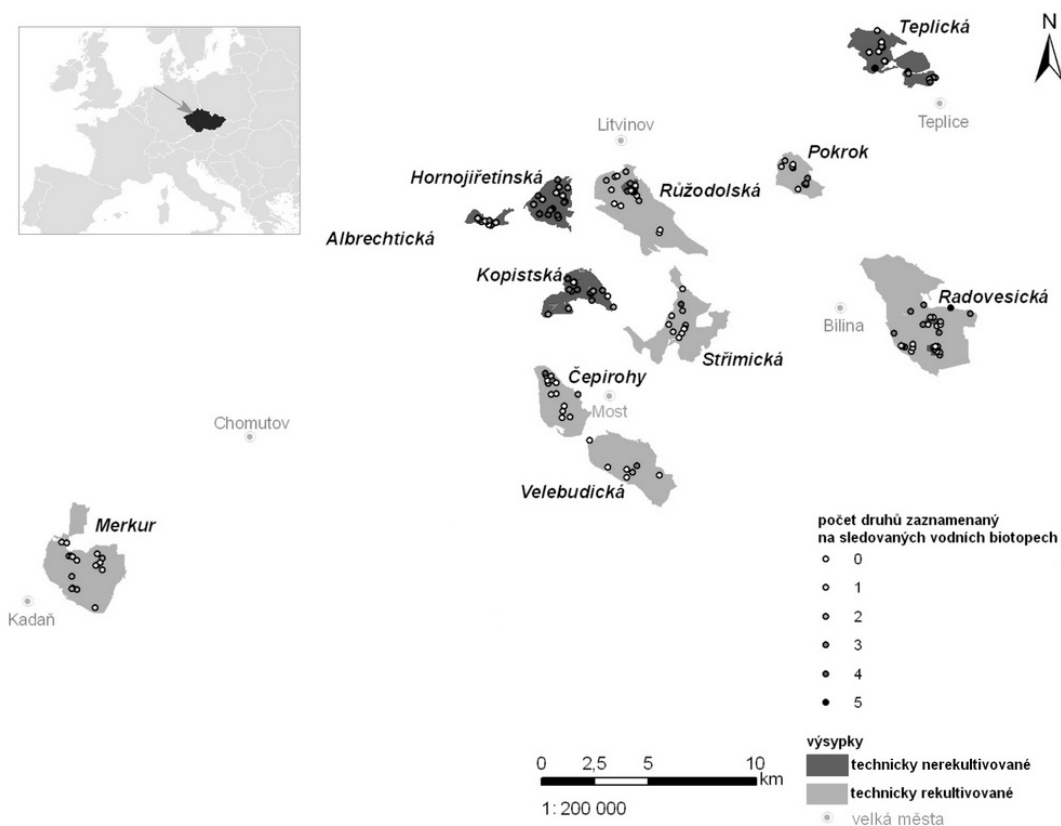 N
Teplická
Teplice
Litvínov
Pokrok
Hornojiřetínská
Růžodolská
Albrechtická
Kopistská
Radovesická
Bilina
Střimická
Čepirohy
Most
Chomutov
Velebudická
Merkur
Kadaň
počet druhů zaznamenaný
na sledovaných vodních biotopech
0
1
2
3
4
5
výsypky
technicky nerekultivované
technicky rekultivované
velká města
0 2,5 5 10
km
1: 200 000